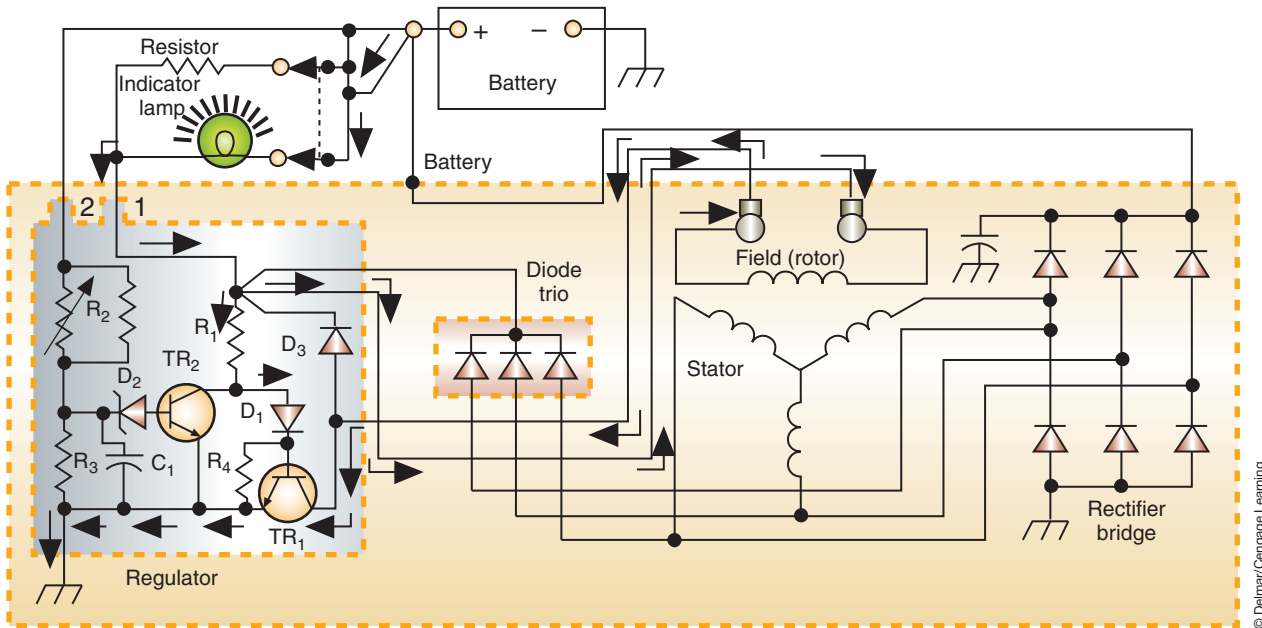 Resistor
Indicator
lamp
+ −
Battery
Battery
2 1
R2
R1
D3
TR2
D2
D1
R3
C1
R4
TR1
Regulator
Diode
trio
Field (rotor)
Stator
Rectifier
bridge
© Delmar/Cengage Learning